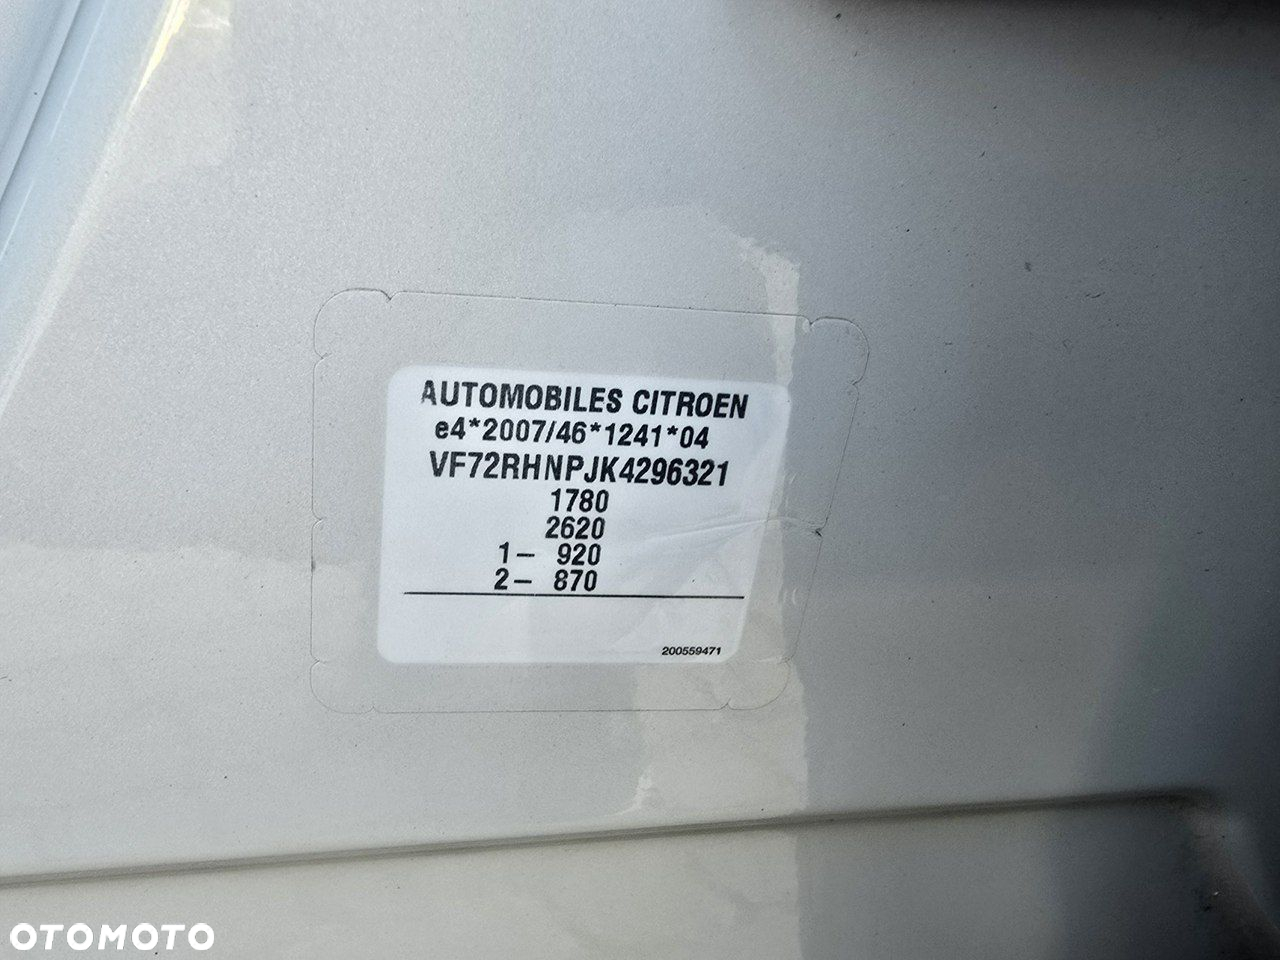 AUTOMOBILES CITROEN
e4*2007/46*1241*04
VF72RHNPJK4296321
1780
2620
1- 920
2- 870
200559471
OTOMOTO